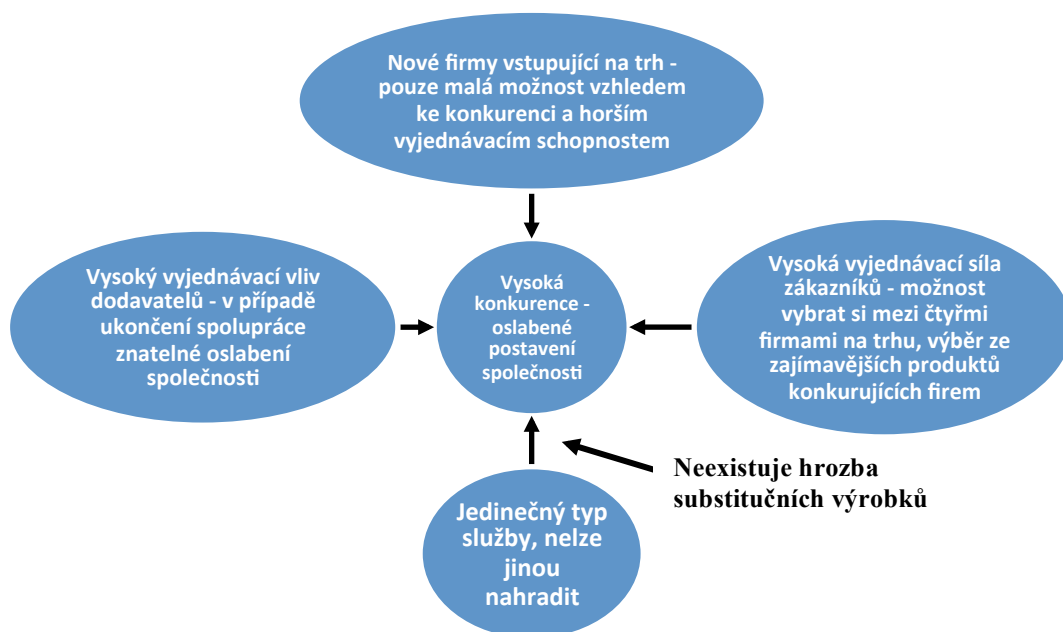 Nové firmy vstupující na trh -
pouze malá možnost vzhledem
ke konkurenci a horším
vyjednávacím schopnostem
Vysoký vyjednávací vliv
dodavatelů - v případě
ukončení spolupráce
znatelné oslabení
společnosti
Vysoká
konkurence -
oslabené
postavení
společnosti
Vysoká vyjednávací síla
zákazníků - možnost
vybrat si mezi čtyřmi
firmami na trhu, výběr ze
zajímavějších produktů
konkurujících firem
Neexistuje hrozba
substitučních výrobků
Jedinečný typ
služby, nelze
jinou
nahradit